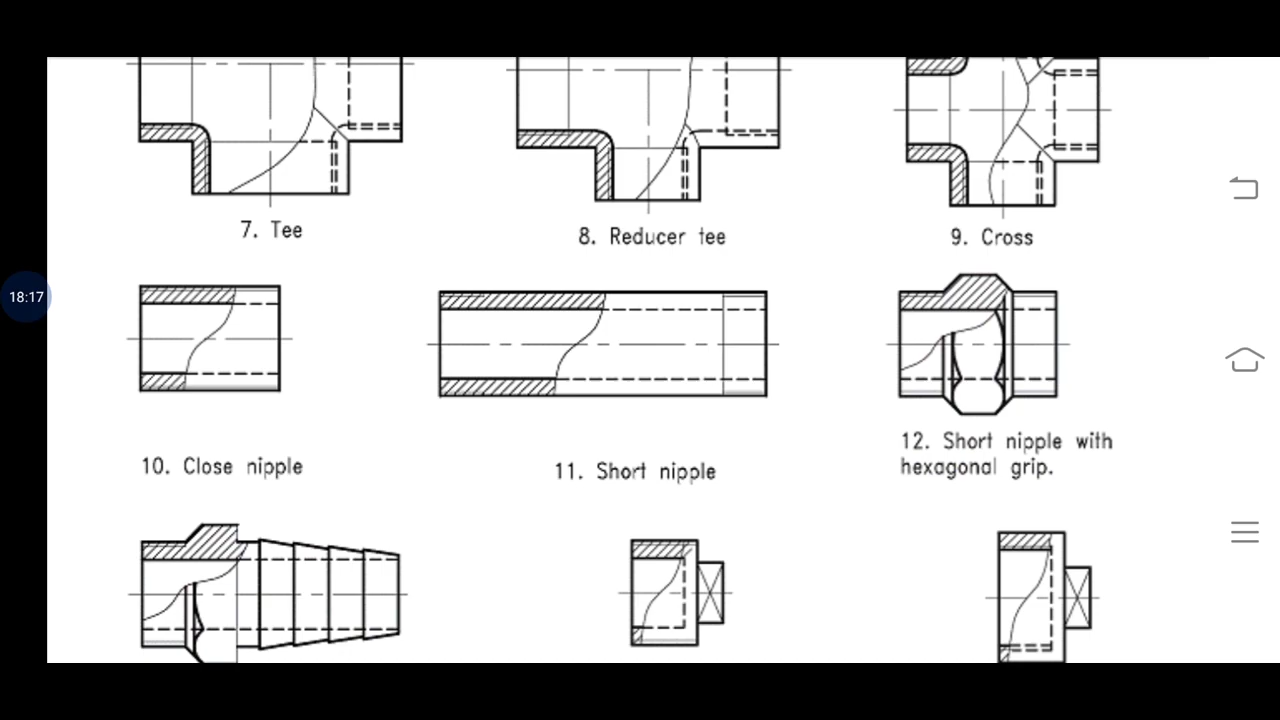 7. Tee
8. Reducer tee
9. Cross
18:17
10. Close nipple
11. Short nipple
12. Short nipple with
hexagonal grip.